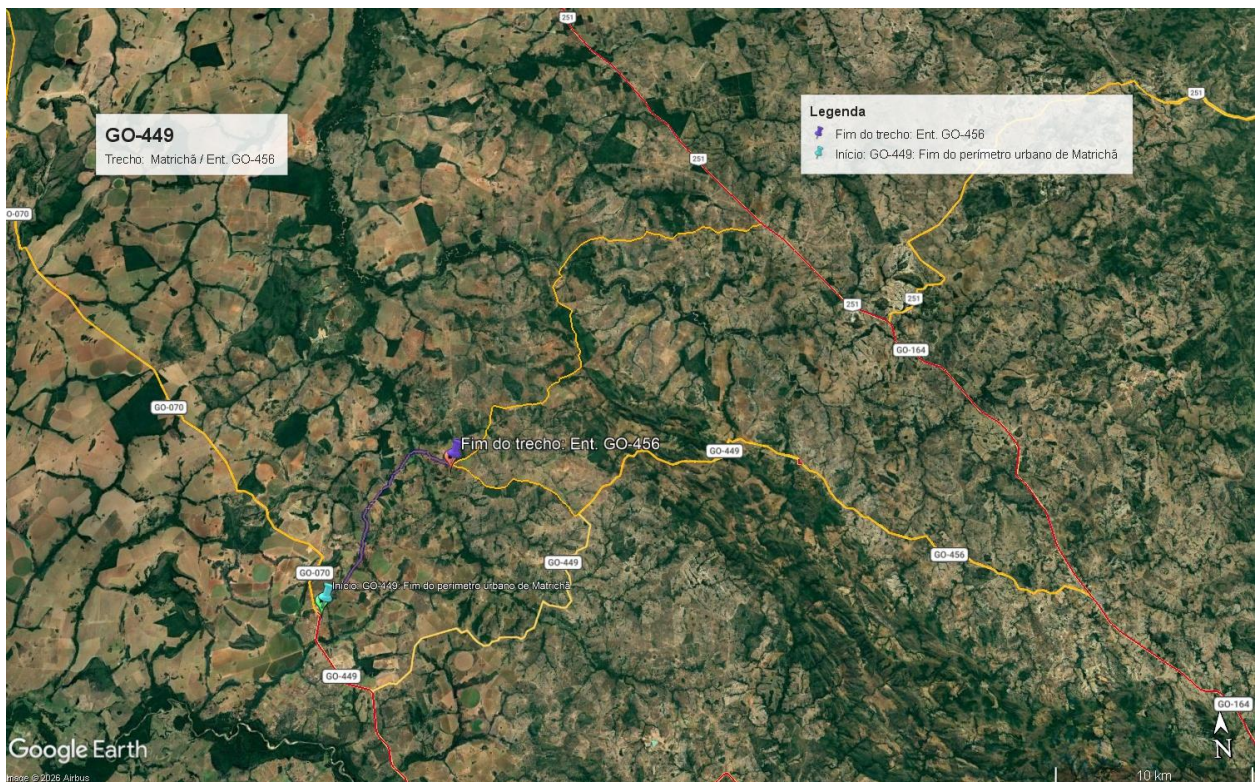 251
GO-449
Trecho: Matrichã / Ent. GO-456
Legenda
Fim do trecho: Ent. GO-456
Início: GO-449: Fim do perímetro urbano de Matrichã
251
251
O-070
251
251
GO-164
GO-070
Fim do trecho: Ent. GO-456
GO-449
GO-456
GO-449
GO-070
Início: GO-449: Fim do perímetro urbano de Matrichã
GO-449
GO-164
Google Earth
N
Image © 2026 Airbus
10 km